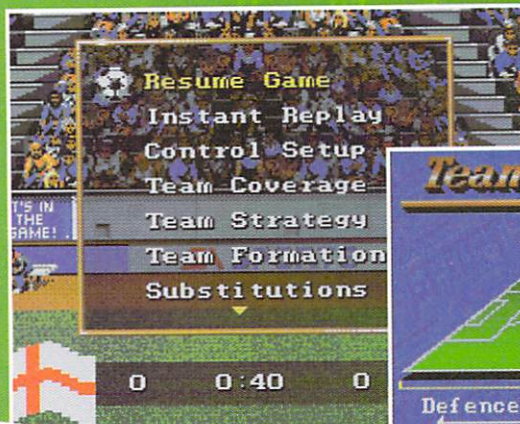 Resume Game
Instant Replay
Control Setup
Team Coverage
Team Strategy
Team Formation
Substitutions
T'S IN
THE
GAME!
0 0:40 0
Team
Defence